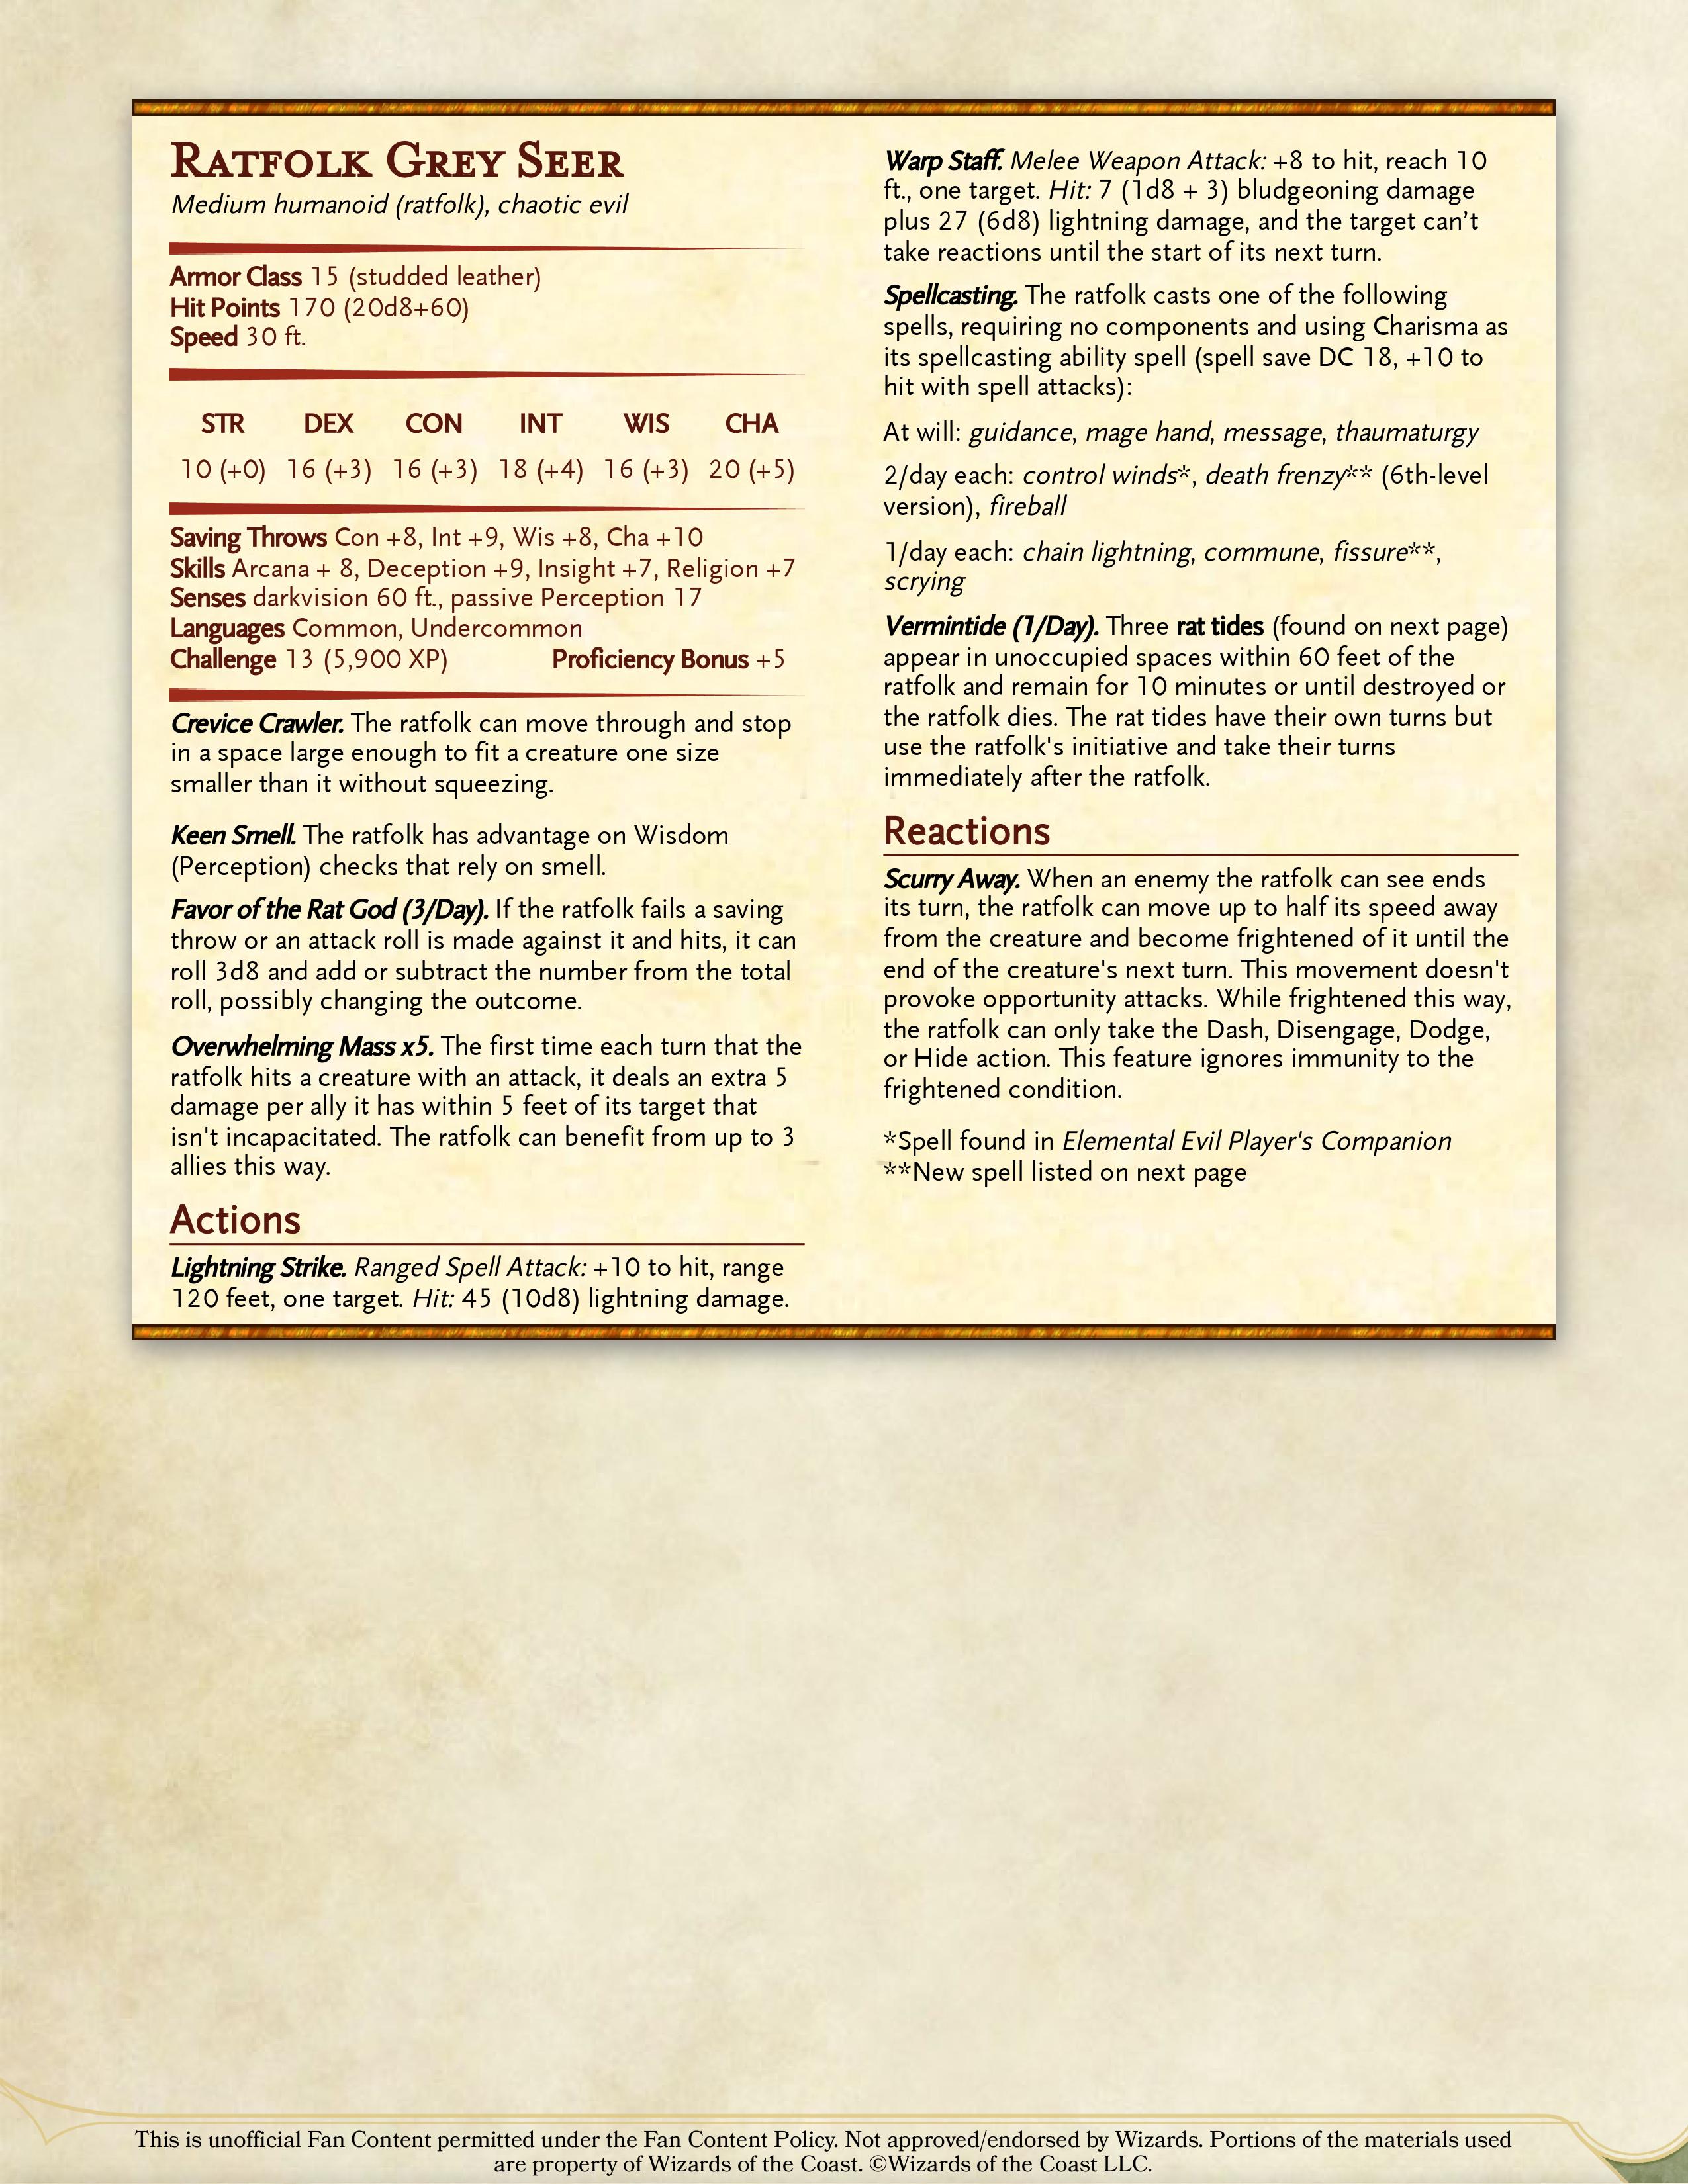 Ratfolk Grey Seer
Medium humanoid (ratfolk), chaotic evil
Armor Class 15 (studded leather)
Hit Points 170 (20d8+60)
Speed 30 ft.
STR DEX CON INT WIS CHA
10 (+0) 16 (+3) 16 (+3) 18 (+4) 16 (+3) 20 (+5)
Saving Throws Con +8, Int +9, Wis +8, Cha +10
Skills Arcana + 8, Deception +9, Insight +7, Religion +7
Senses darkvision 60 ft., passive Perception 17
Languages Common, Undercommon
Challenge 13 (5,900 XP) Proficiency Bonus +5
Crevice Crawler. The ratfolk can move through and stop
in a space large enough to fit a creature one size
smaller than it without squeezing.
Keen Smell. The ratfolk has advantage on Wisdom
(Perception) checks that rely on smell.
Favor of the Rat God (3/Day). If the ratfolk fails a saving
throw or an attack roll is made against it and hits, it can
roll 3d8 and add or subtract the number from the total
roll, possibly changing the outcome.
Overwhelming Mass x5. The first time each turn that the
ratfolk hits a creature with an attack, it deals an extra 5
damage per ally it has within 5 feet of its target that
isn't incapacitated. The ratfolk can benefit from up to 3
allies this way.
Actions
Lightning Strike. Ranged Spell Attack: +10 to hit, range
120 feet, one target. Hit: 45 (10d8) lightning damage.
Warp Staff. Melee Weapon Attack: +8 to hit, reach 10
ft., one target. Hit: 7 (1d8 + 3) bludgeoning damage
plus 27 (6d8) lightning damage, and the target can’t
take reactions until the start of its next turn.
Spellcasting. The ratfolk casts one of the following
spells, requiring no components and using Charisma as
its spellcasting ability spell (spell save DC 18, +10 to
hit with spell attacks):
At will: guidance, mage hand, message, thaumaturgy
2/day each: control winds*, death frenzy** (6th-level
version), fireball
1/day each: chain lightning, commune, fissure**,
scrying
Vermintide (1/Day). Three rat tides (found on next page)
appear in unoccupied spaces within 60 feet of the
ratfolk and remain for 10 minutes or until destroyed or
the ratfolk dies. The rat tides have their own turns but
use the ratfolk's initiative and take their turns
immediately after the ratfolk.
Reactions
Scurry Away. When an enemy the ratfolk can see ends
its turn, the ratfolk can move up to half its speed away
from the creature and become frightened of it until the
end of the creature's next turn. This movement doesn't
provoke opportunity attacks. While frightened this way,
the ratfolk can only take the Dash, Disengage, Dodge,
or Hide action. This feature ignores immunity to the
frightened condition.
*Spell found in Elemental Evil Player's Companion
**New spell listed on next page
This is unofficial Fan Content permitted under the Fan Content Policy. Not approved/endorsed by Wizards. Portions of the materials used
are property of Wizards of the Coast. ©Wizards of the Coast LLC.